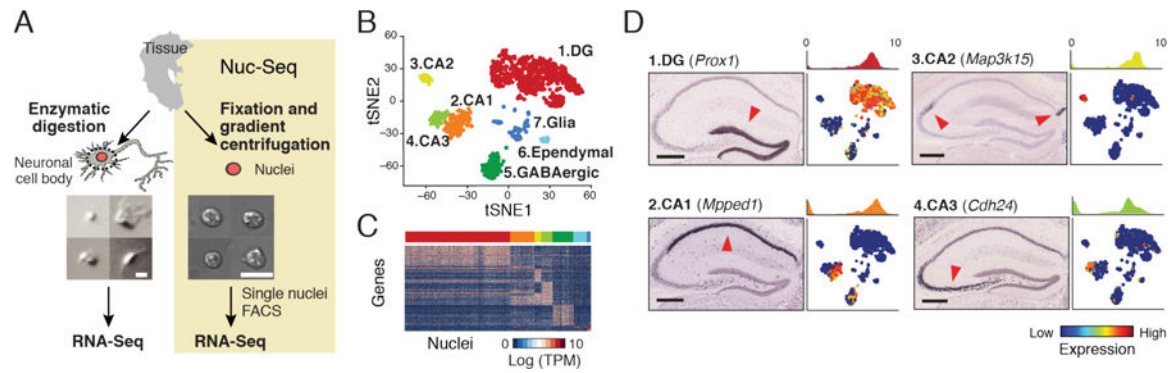 A
Tissue
Nuc-Seq
Enzymatic
digestion
Fixation and
gradient
centrifugation
Neuronal
cell body
Nuclei
Single nuclei
FACS
RNA-Seq
RNA-Seq
B
60
30
0
−30
−60
tSNE2
−60
−30
0
30
60
tSNE1
1.DG
3.CA2
2.CA1
4.CA3
7.Glia
6.Ependymal
5.GABAergic
C
Genes
Nuclei
0
10
Log (TPM)
D
1.DG (Prox1)
0
10
3.CA2 (Map3k15)
0
10
2.CA1 (Mpped1)
4.CA3 (Cdh24)
Low
High
Expression